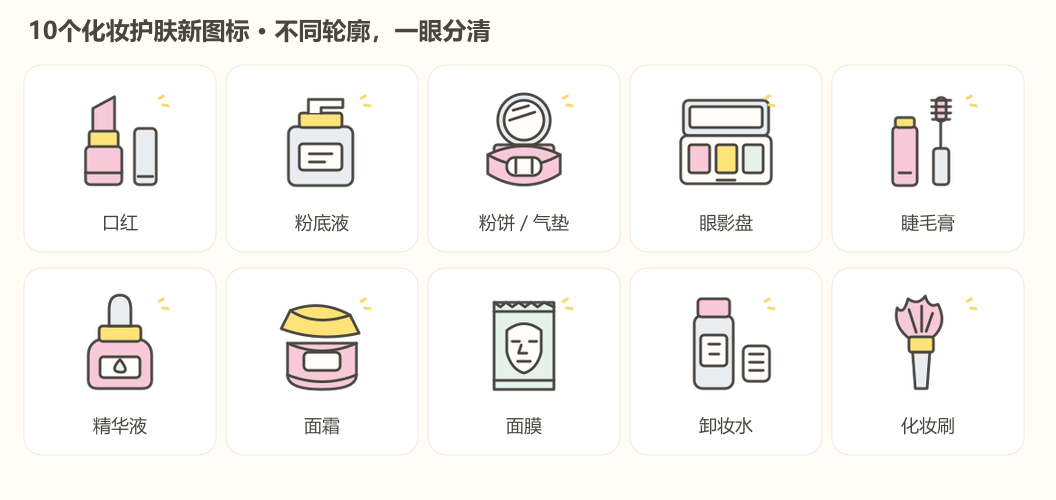 10个化妆护肤新图标 • 不同轮廓，一眼分清
口红
粉底液
粉饼 / 气垫
眼影盘
睫毛膏
精华液
面霜
面膜
卸妆水
化妆刷